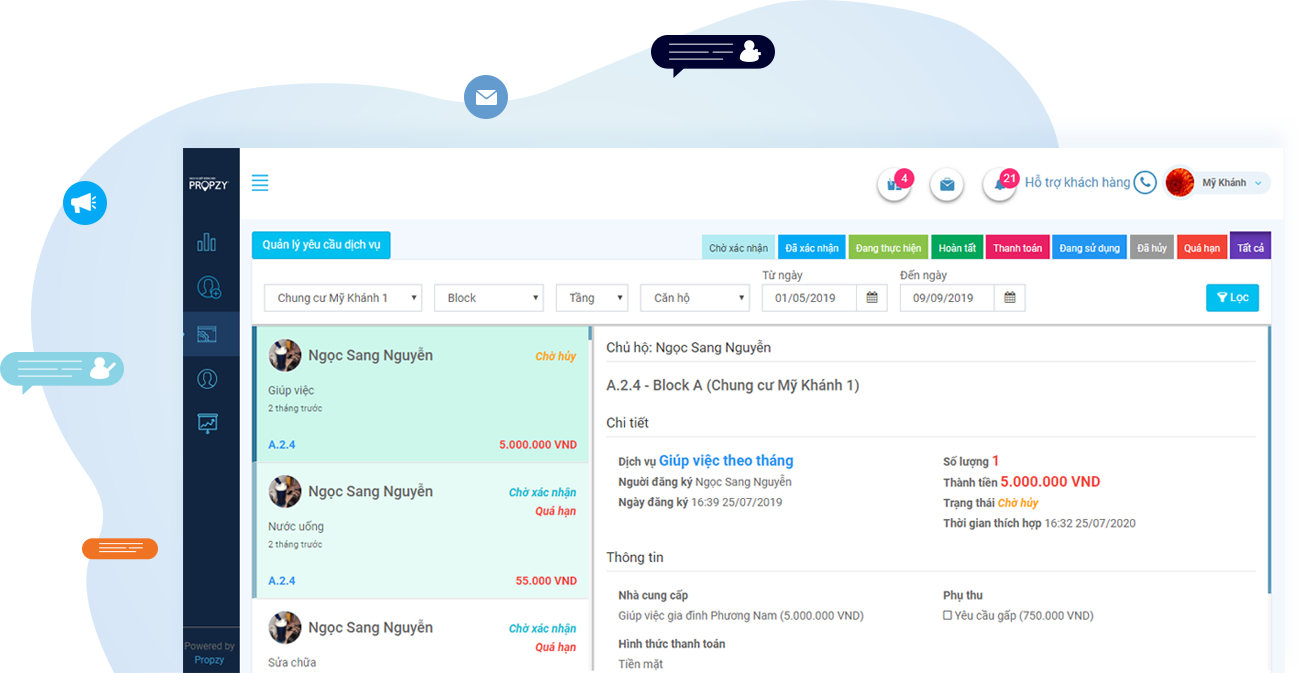 PROPZY
4
21
Hỗ trợ khách hàng
Mỹ Khánh
Quản lý yêu cầu dịch vụ
Chờ xác nhận
Đã xác nhận
Đang thực hiện
Hoàn tất
Thanh toán
Đang sử dụng
Đã hủy
Quá hạn
Tất cả
Từ ngày
Đến ngày
Chung cư Mỹ Khánh 1
Block
Tầng
Căn hộ
01/05/2019
09/09/2019
Lọc
Ngọc Sang Nguyễn
Chờ hủy
Giúp việc
2 tháng trước
A.2.4
5.000.000 VND
Ngọc Sang Nguyễn
Chờ xác nhận
Quá hạn
Nước uống
2 tháng trước
A.2.4
55.000 VND
Ngọc Sang Nguyễn
Chờ xác nhận
Quá hạn
Sửa chữa
Chủ hộ: Ngọc Sang Nguyễn
A.2.4 - Block A (Chung cư Mỹ Khánh 1)
Chi tiết
Dịch vụ Giúp việc theo tháng
Người đăng ký Ngọc Sang Nguyễn
Ngày đăng ký 16:39 25/07/2019
Số lượng 1
Thành tiền 5.000.000 VND
Trạng thái Chờ hủy
Thời gian thích hợp 16:32 25/07/2020
Thông tin
Nhà cung cấp
Giúp việc gia đình Phương Nam (5.000.000 VND)
Phụ thu
Yêu cầu gấp (750.000 VND)
Hình thức thanh toán
Tiền mặt
Powered by
Propzy